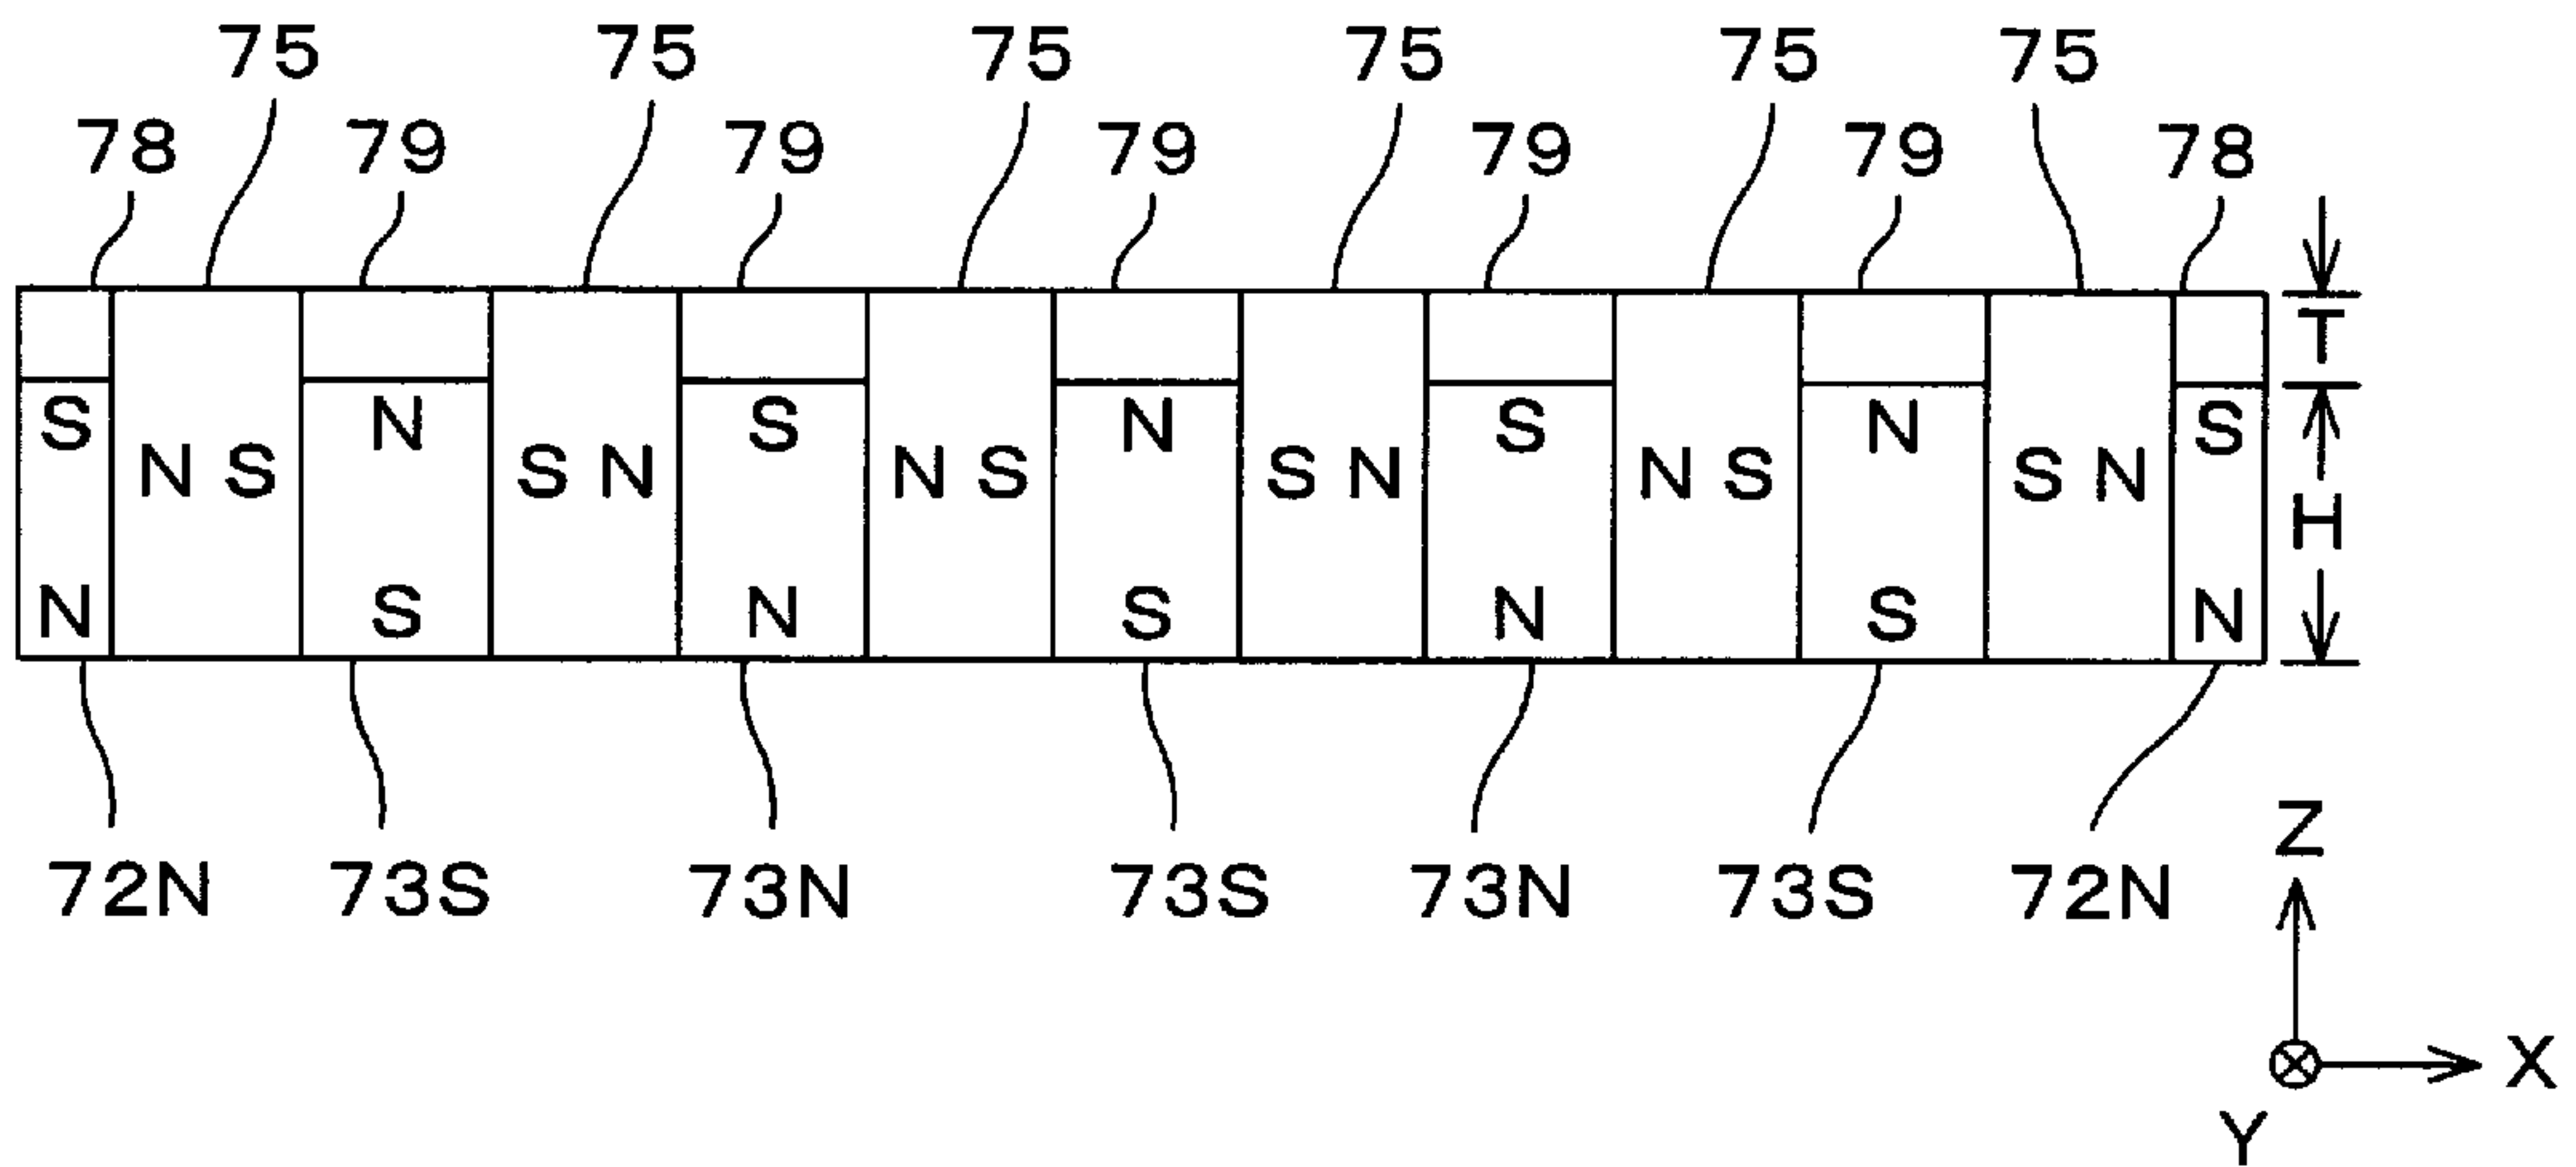 75 75 75 75 75 75
78 79 79 79 79 79 78
T
S N S N S N S
N S S N N S S N N S S N
H
N S N S N S N
72N 73S 73N 73S 73N 73S 72N
Z
X
Y